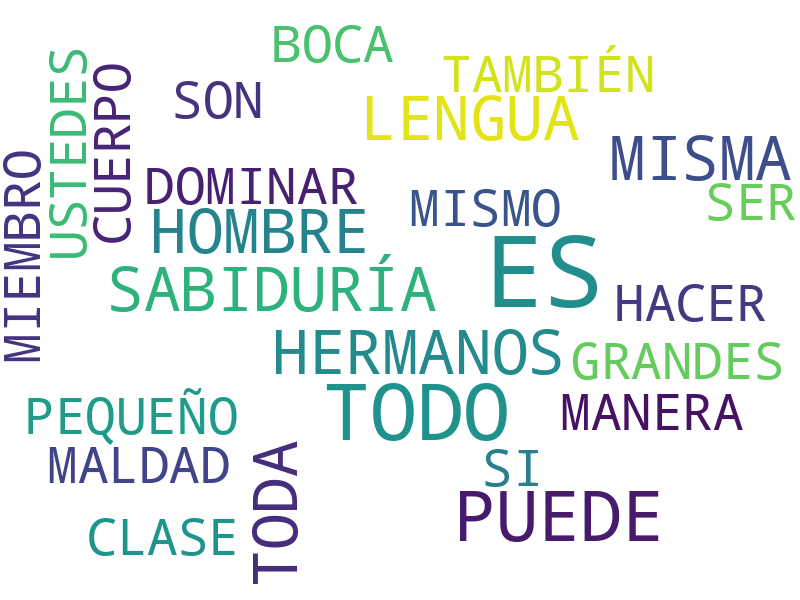 BOCA
TAMBIÉN
USTEDES
CUERPO
SON
LENGUA
MISMA
MIEMBRO
DOMINAR
MISMO
SER
HOMBRE
ES
SABIDURÍA
HACER
HERMANOS
GRANDES
TODO
PEQUEÑO
MANERA
MALDAD
TODA
SI
PUEDE
CLASE